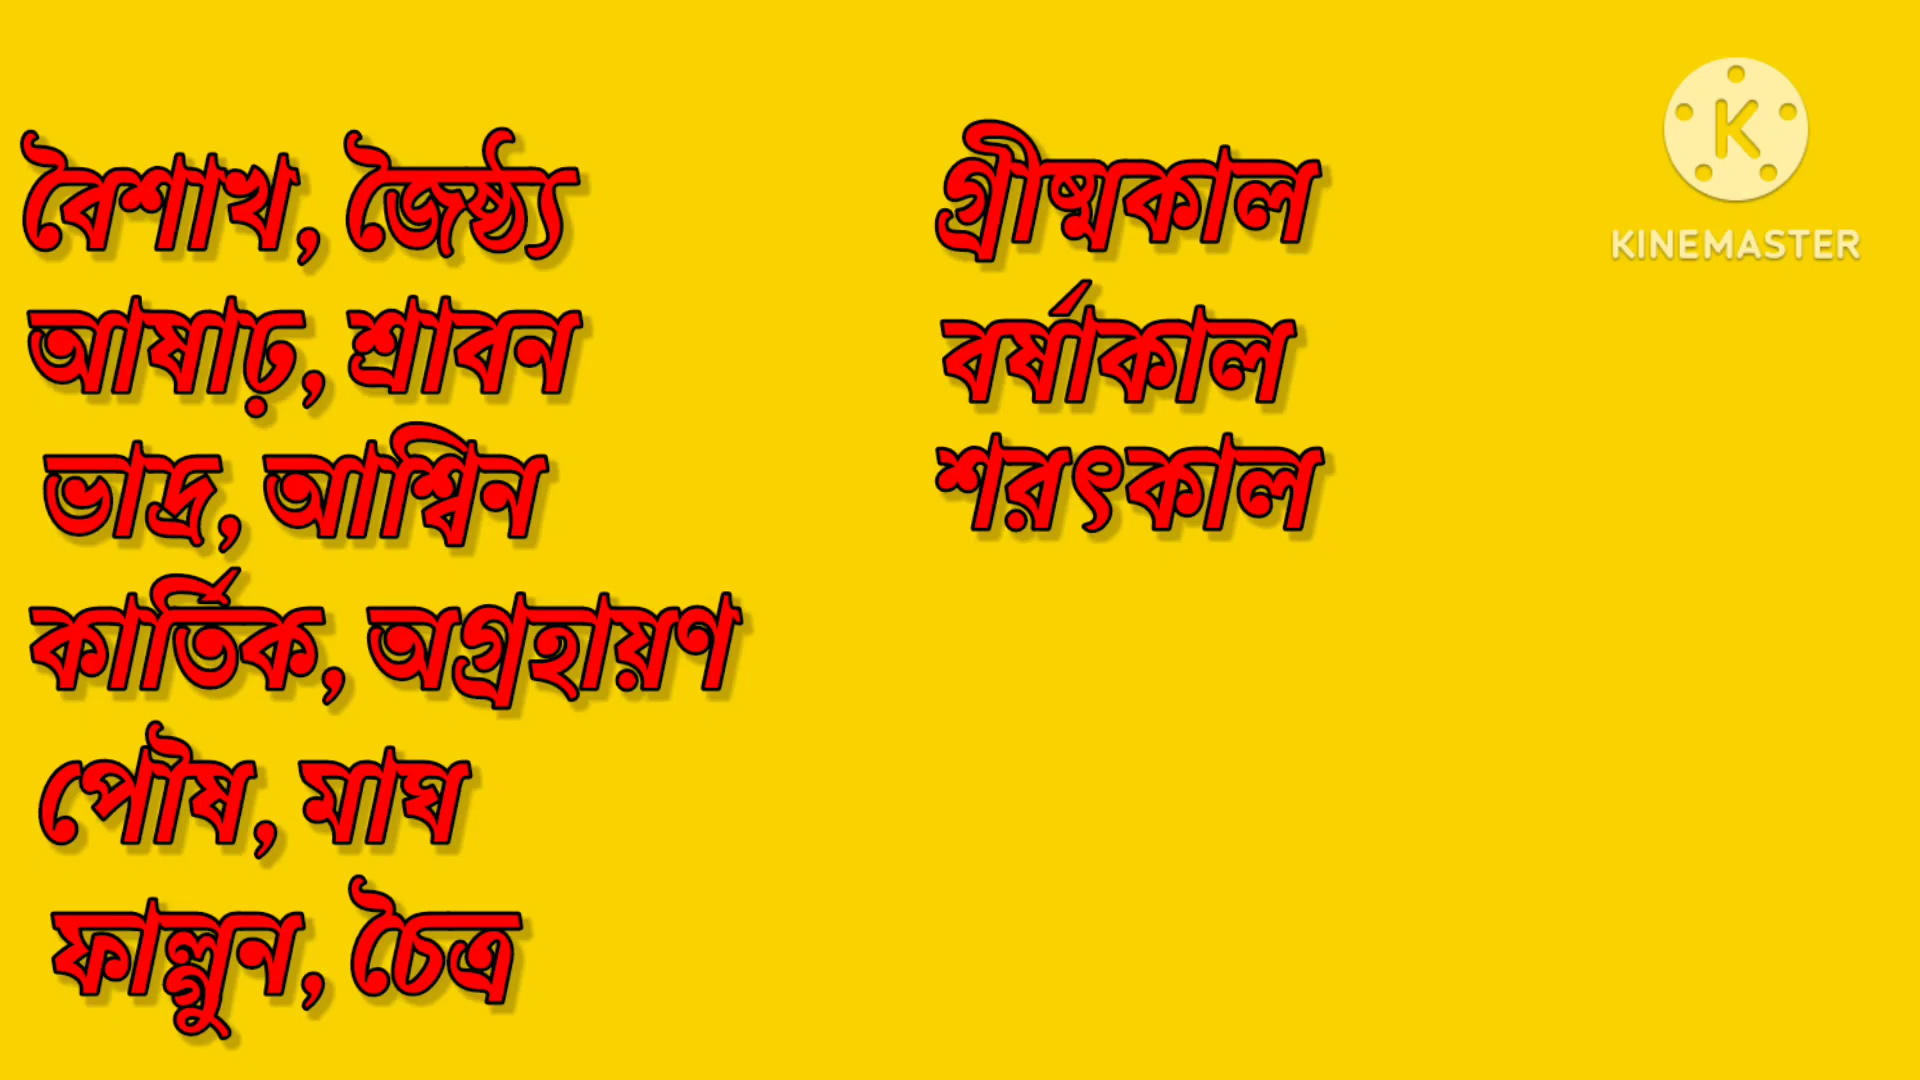 বৈশাখ, জ্যৈষ্ঠ্য
আষাঢ়, শ্রাবন
ভাদ্র, আশ্বিন
কার্তিক, অগ্রহায়ণ
পৌষ, মাঘ
ফাল্গুন, চৈত্র
গ্রীষ্মকাল
বর্ষাকাল
শরৎকাল
KINEMASTER